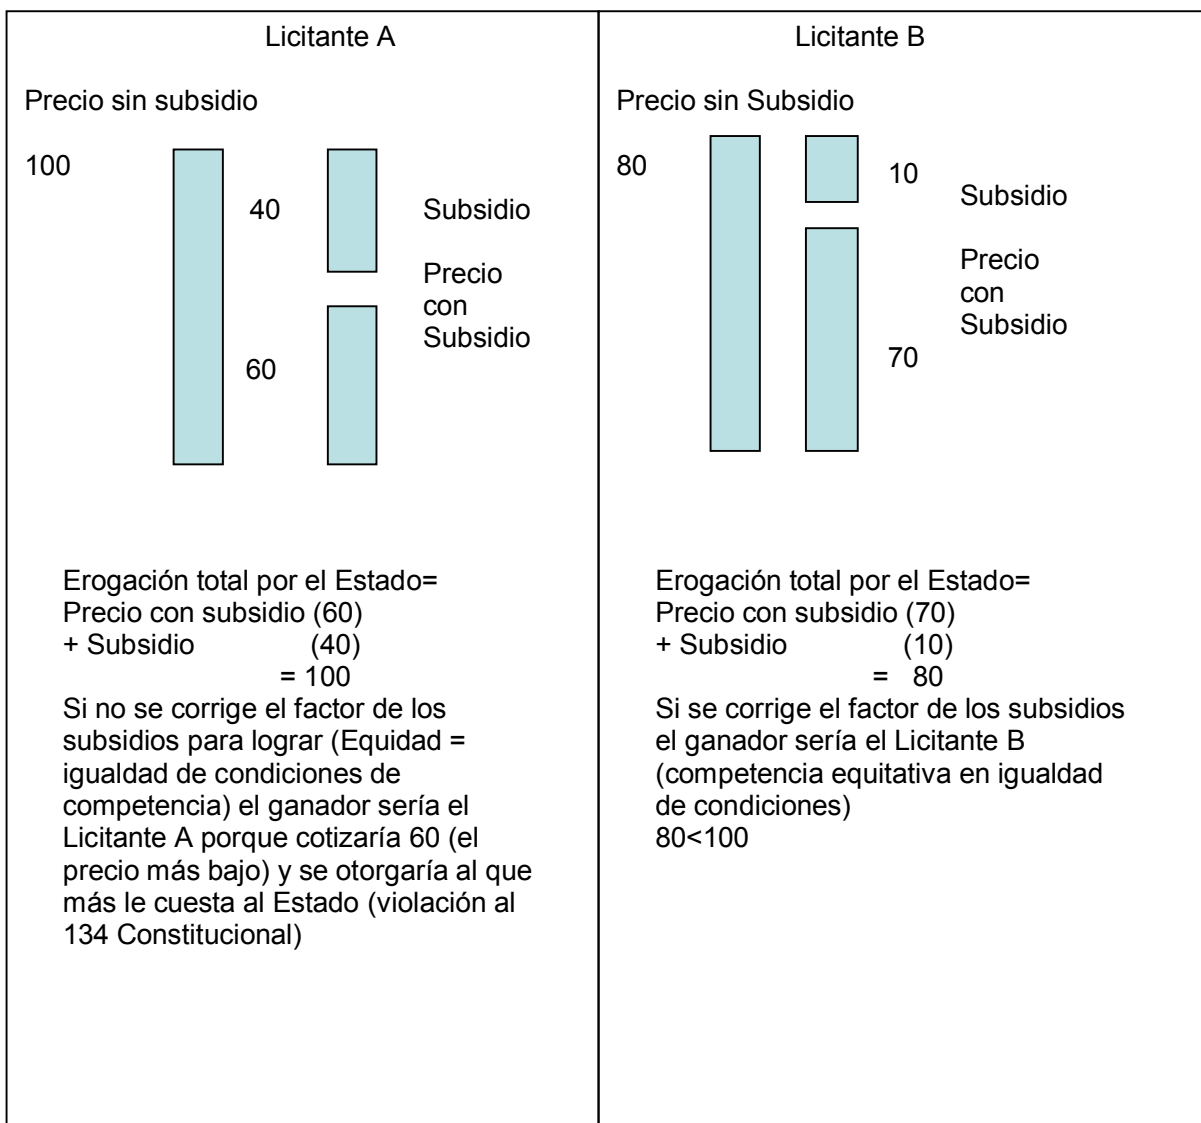 Licitante A
Precio sin subsidio
100
40
Subsidio
Precio
con
Subsidio
60
Erogación total por el Estado=
Precio con subsidio (60)
+ Subsidio (40)
= 100
Si no se corrige el factor de los
subsidios para lograr (Equidad =
igualdad de condiciones de
competencia) el ganador sería el
Licitante A porque cotizaría 60 (el
precio más bajo) y se otorgaría al que
más le cuesta al Estado (violación al
134 Constitucional)
Licitante B
Precio sin Subsidio
80
10
Subsidio
Precio
con
Subsidio
70
Erogación total por el Estado=
Precio con subsidio (70)
+ Subsidio (10)
= 80
Si se corrige el factor de los subsidios
el ganador sería el Licitante B
(competencia equitativa en igualdad
de condiciones)
80<100